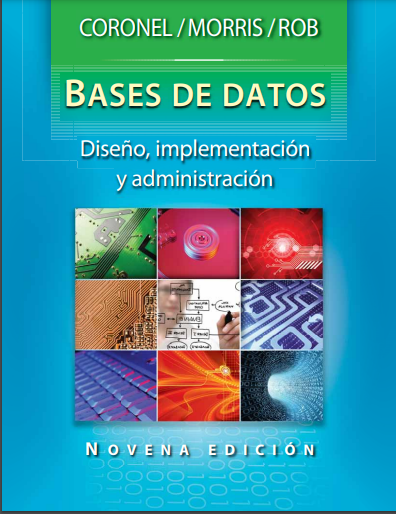 CORONEL / MORRIS / ROB
BASES DE DATOS
Diseño, implementación
y administración
NOVENA EDICIÓN